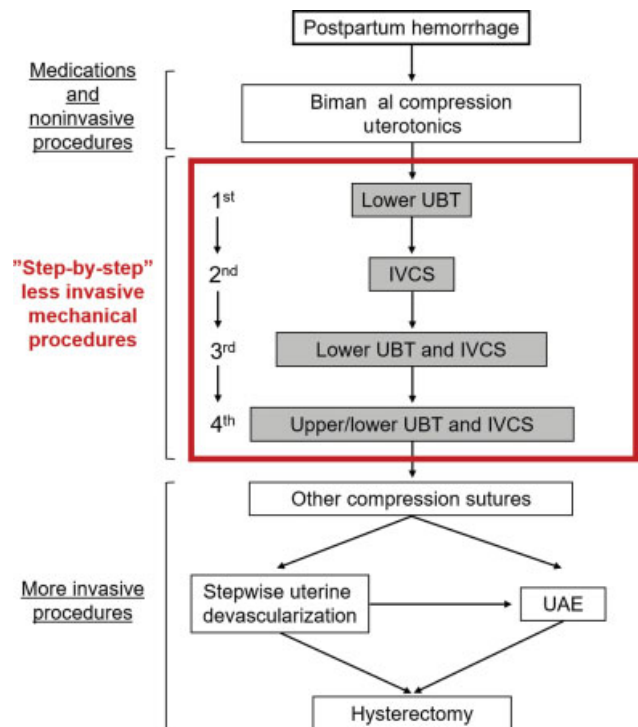 Postpartum hemorrhage
Medications
and
noninvasive
procedures
Biman al compression
uterotonics
"Step-by-step"
less invasive
mechanical
procedures
1st
Lower UBT
2nd
IVCS
3rd
Lower UBT and IVCS
4th
Upper/lower UBT and IVCS
More invasive
procedures
Other compression sutures
Stepwise uterine
devascularization
UAE
Hysterectomy